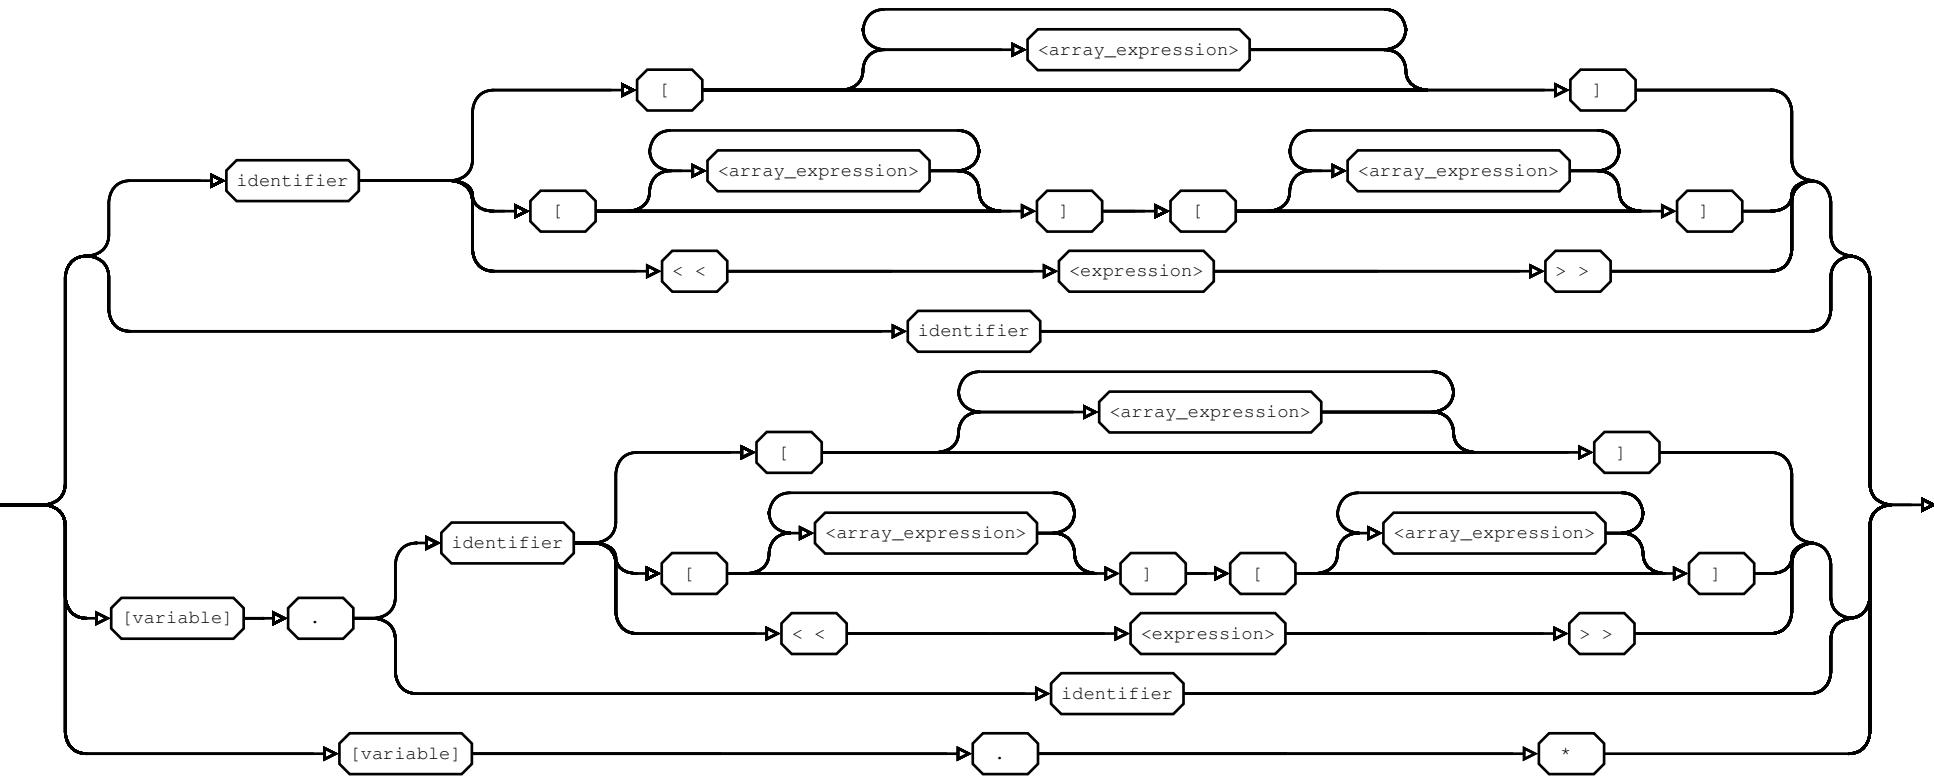 <array_expression>
[ ]
identifier <array_expression> <array_expression>
[ ] [ ]
< < <expression> > >
identifier
<array_expression>
[ ]
identifier <array_expression> <array_expression>
[ ] [ ]
[variable] . < < <expression> > >
identifier
[variable] . *